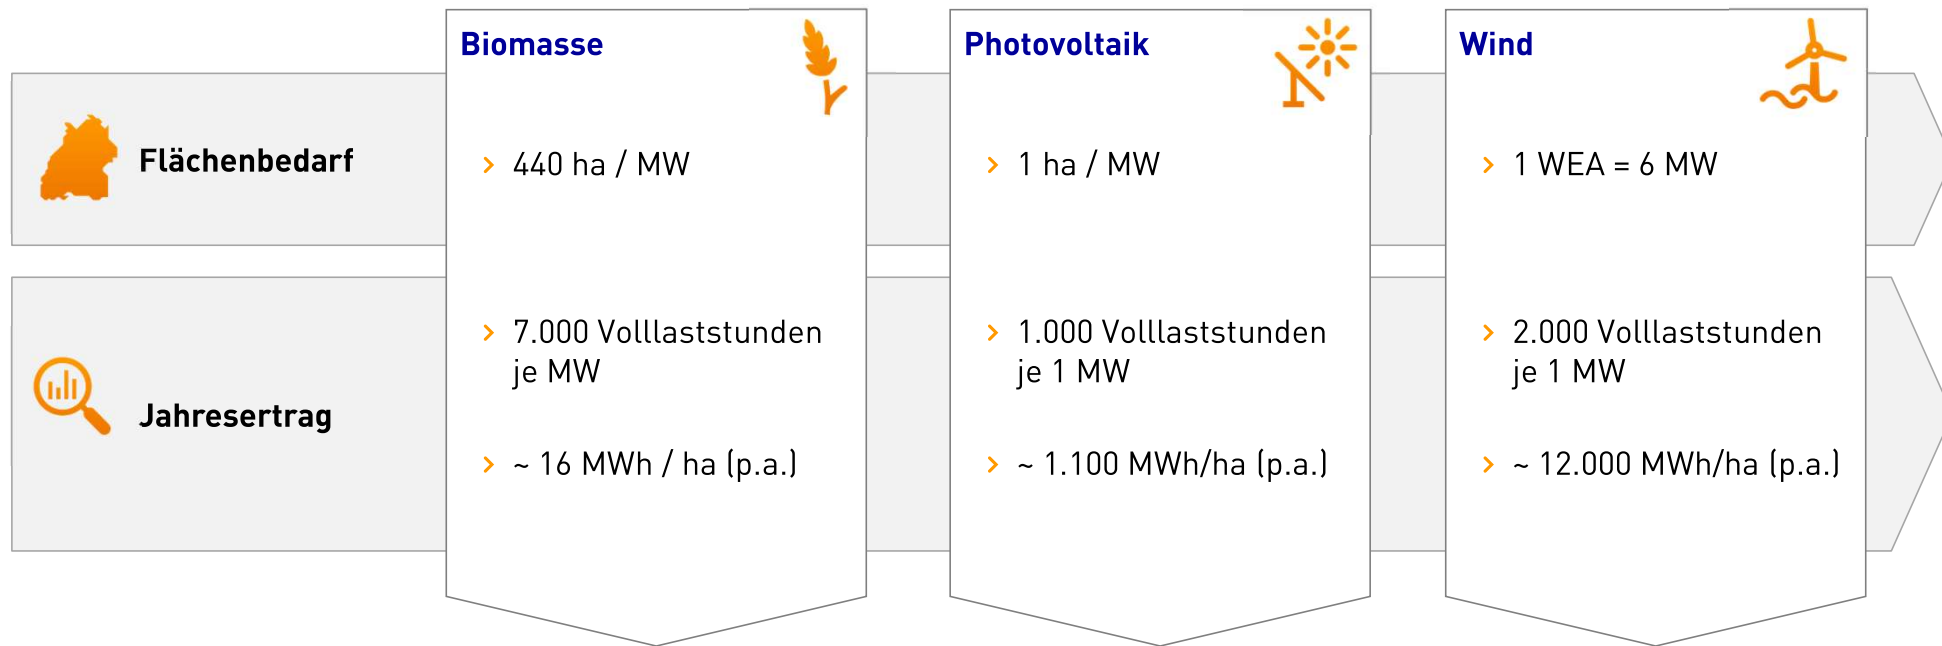 Biomasse
Photovoltaik
Wind
Flächenbedarf
> 440 ha / MW
> 1 ha / MW
> 1 WEA = 6 MW
Jahresertrag
> 7.000 Volllaststunden
je MW
> 1.000 Volllaststunden
je 1 MW
> 2.000 Volllaststunden
je 1 MW
> ~ 16 MWh / ha (p.a.)
> ~ 1.100 MWh/ha (p.a.)
> ~ 12.000 MWh/ha (p.a.)